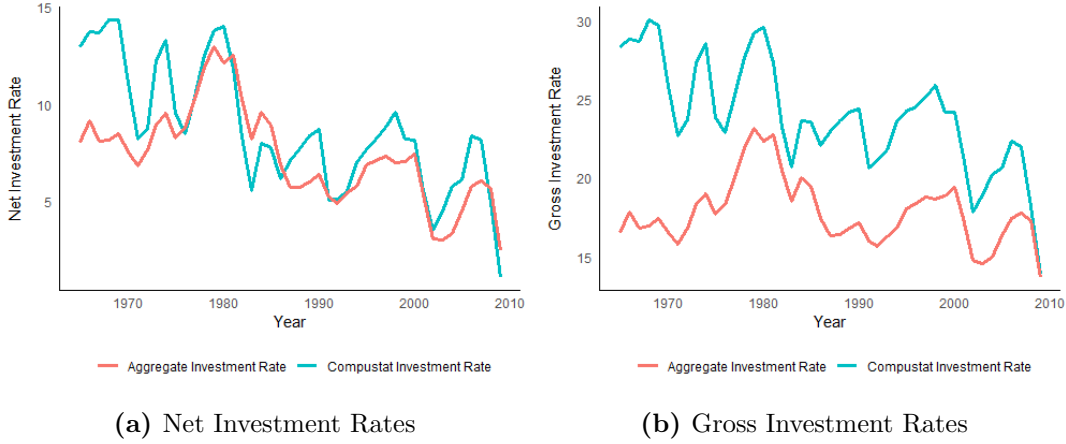 15
10
5
Net Investment Rate
1970
1980
1990
2000
2010
Year
Aggregate Investment Rate
Compustat Investment Rate
(a) Net Investment Rates
30
25
20
15
Gross Investment Rate
1970
1980
1990
2000
2010
Year
Aggregate Investment Rate
Compustat Investment Rate
(b) Gross Investment Rates